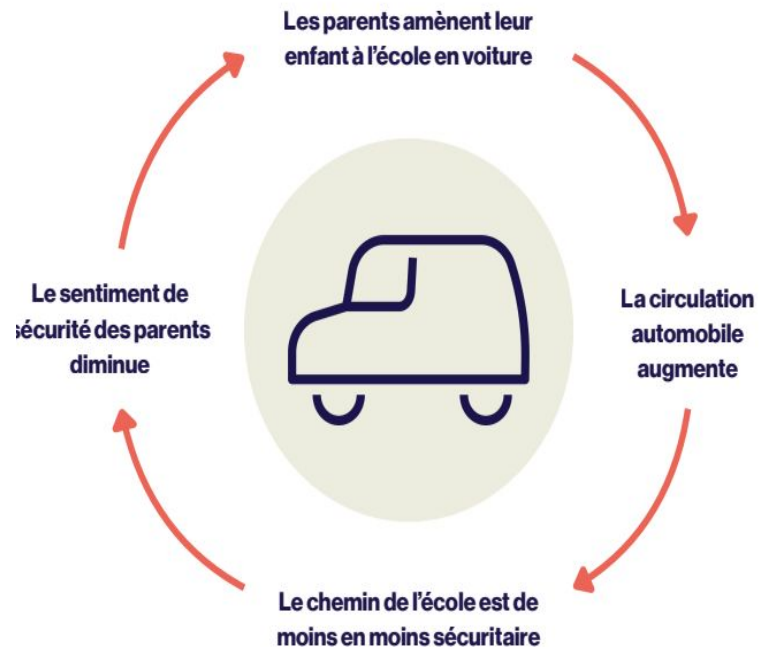 Les parents amènent leur
enfant à l'école en voiture
La circulation
automobile
augmente
Le chemin de l'école est de
moins en moins sécuritaire
Le sentiment de
sécurité des parents
diminue